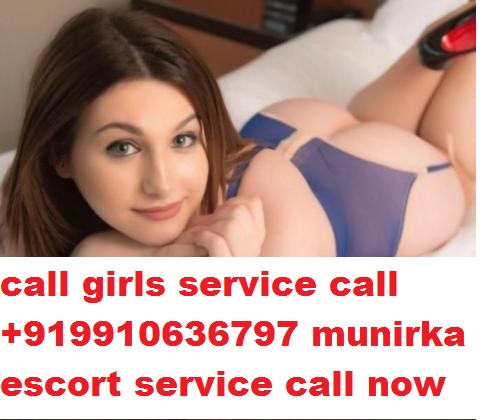 call girls service call
+919910636797 munirka
escort service call now